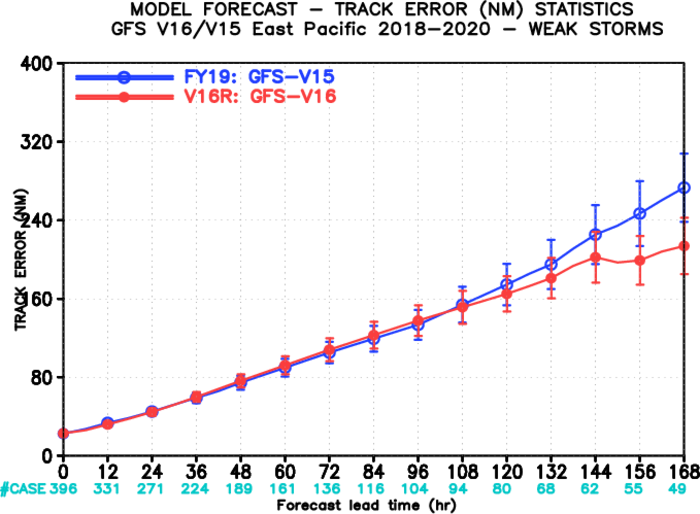 MODEL FORECAST – TRACK ERROR (NM) STATISTICS
GFS V16/V15 East Pacific 2018–2020 – WEAK STORMS
400
320
240
160
80
0
TRACK ERROR (NM)
FY19: GFS–V15
V16R: GFS–V16
0 12 24 36 48 60 72 84 96 108 120 132 144 156 168
#CASE 396 331 271 224 189 161 136 116 104 94 80 68 62 55 49
Forecast lead time (hr)